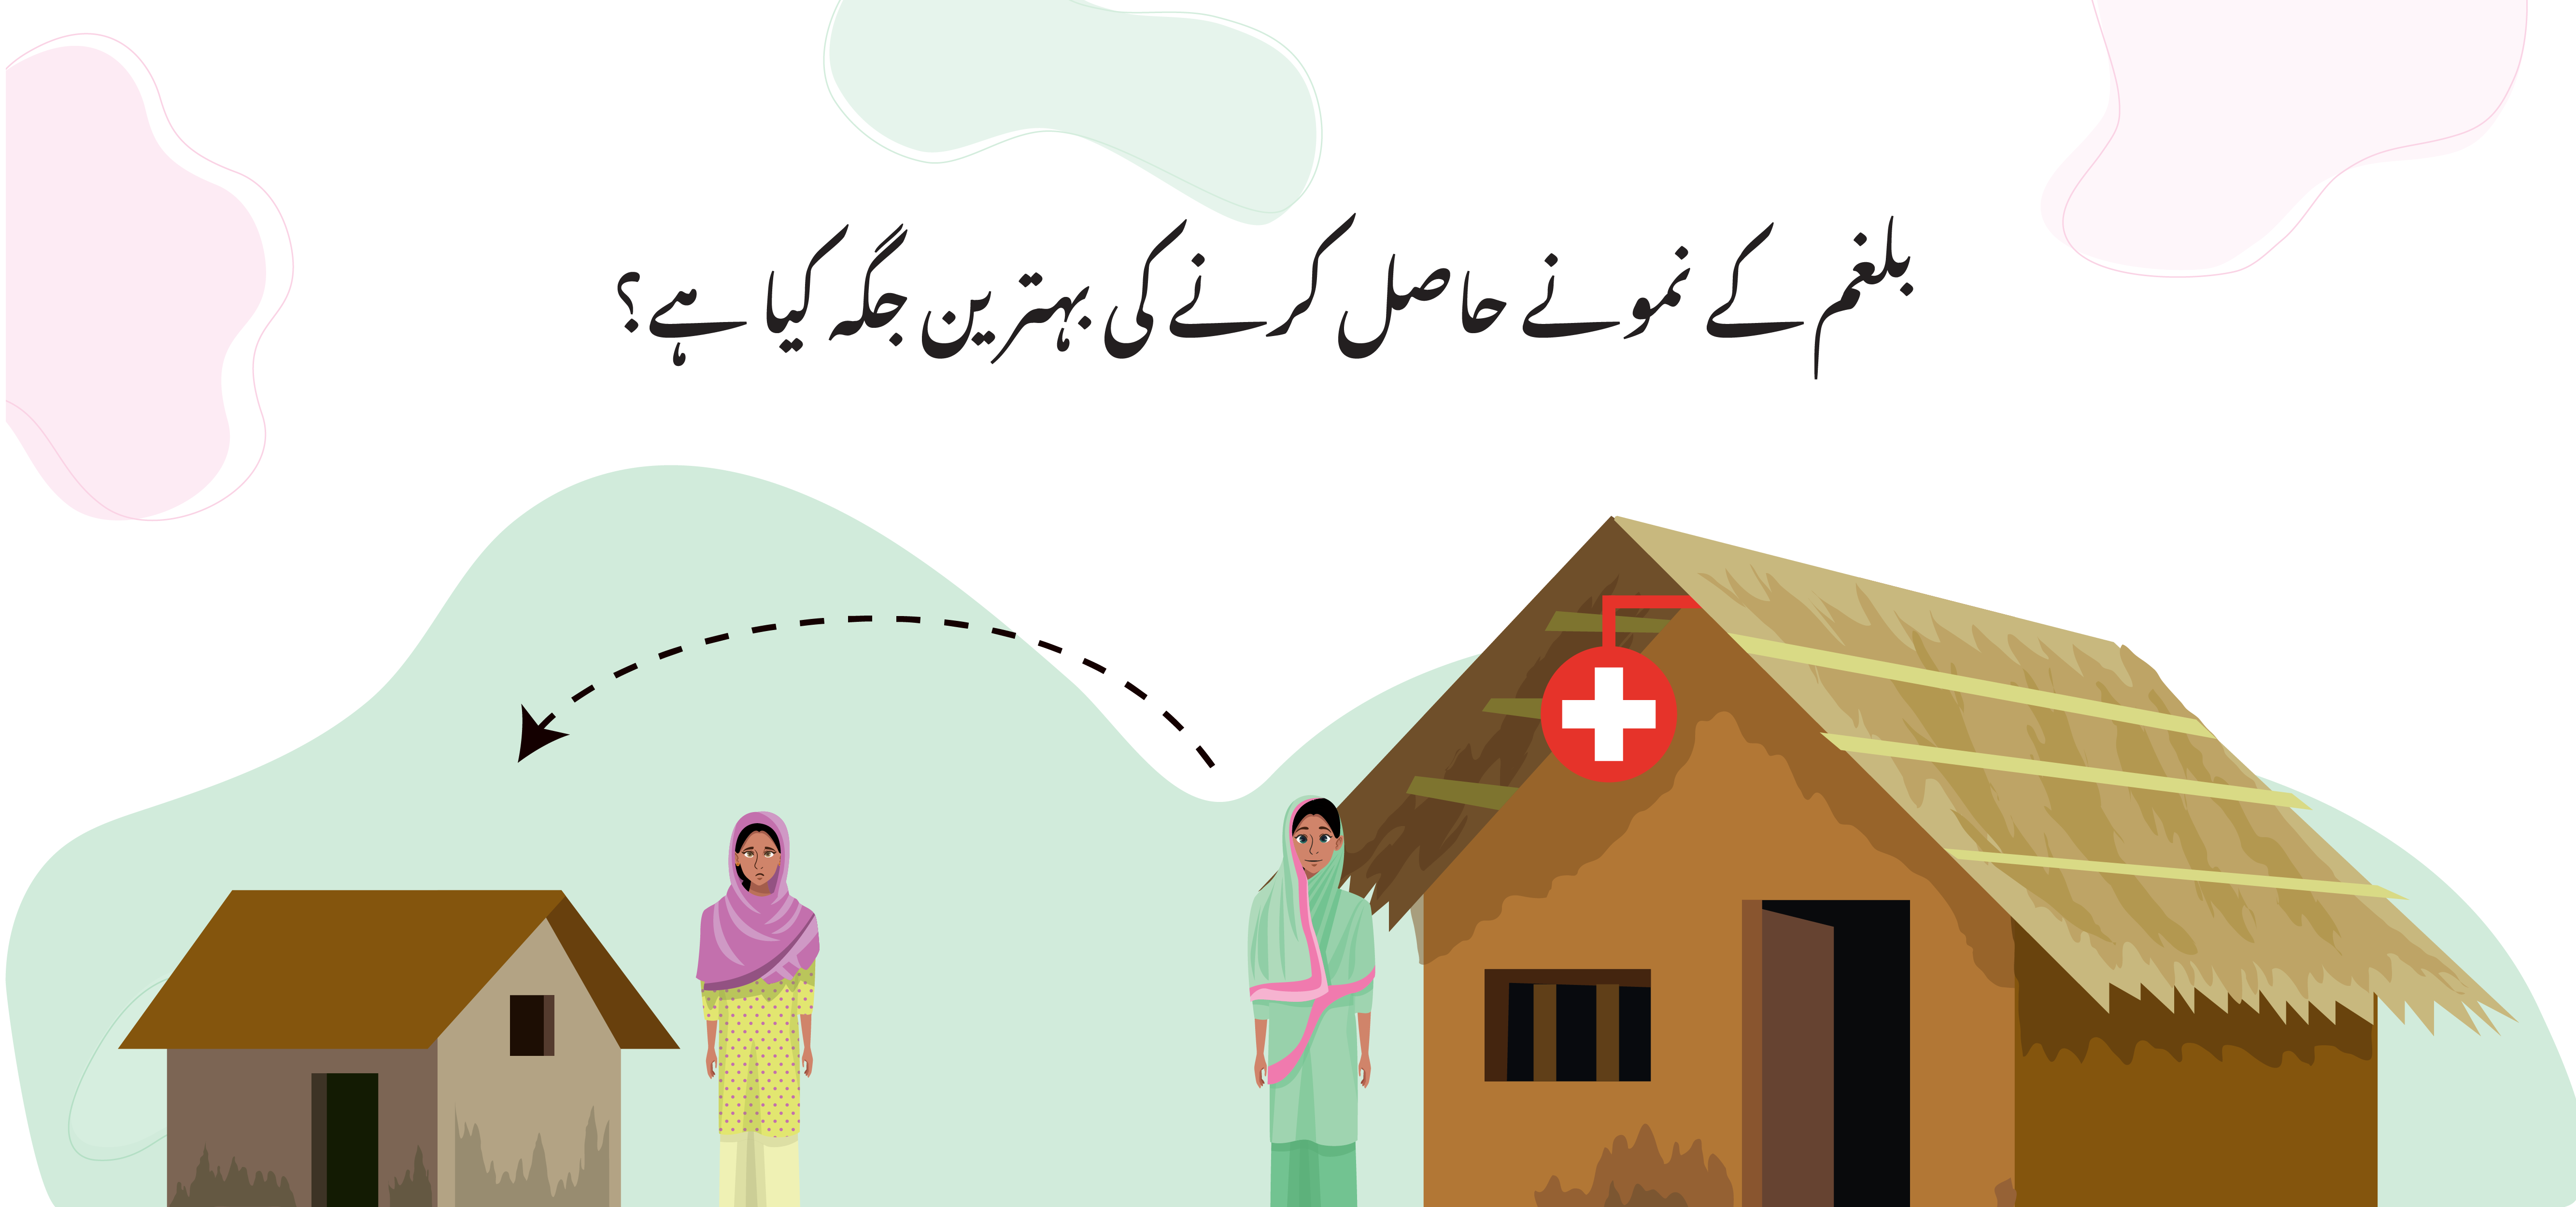 بلغم کے نمونے حاصل کرنے کی بہترین جگہ کیا ہے؟